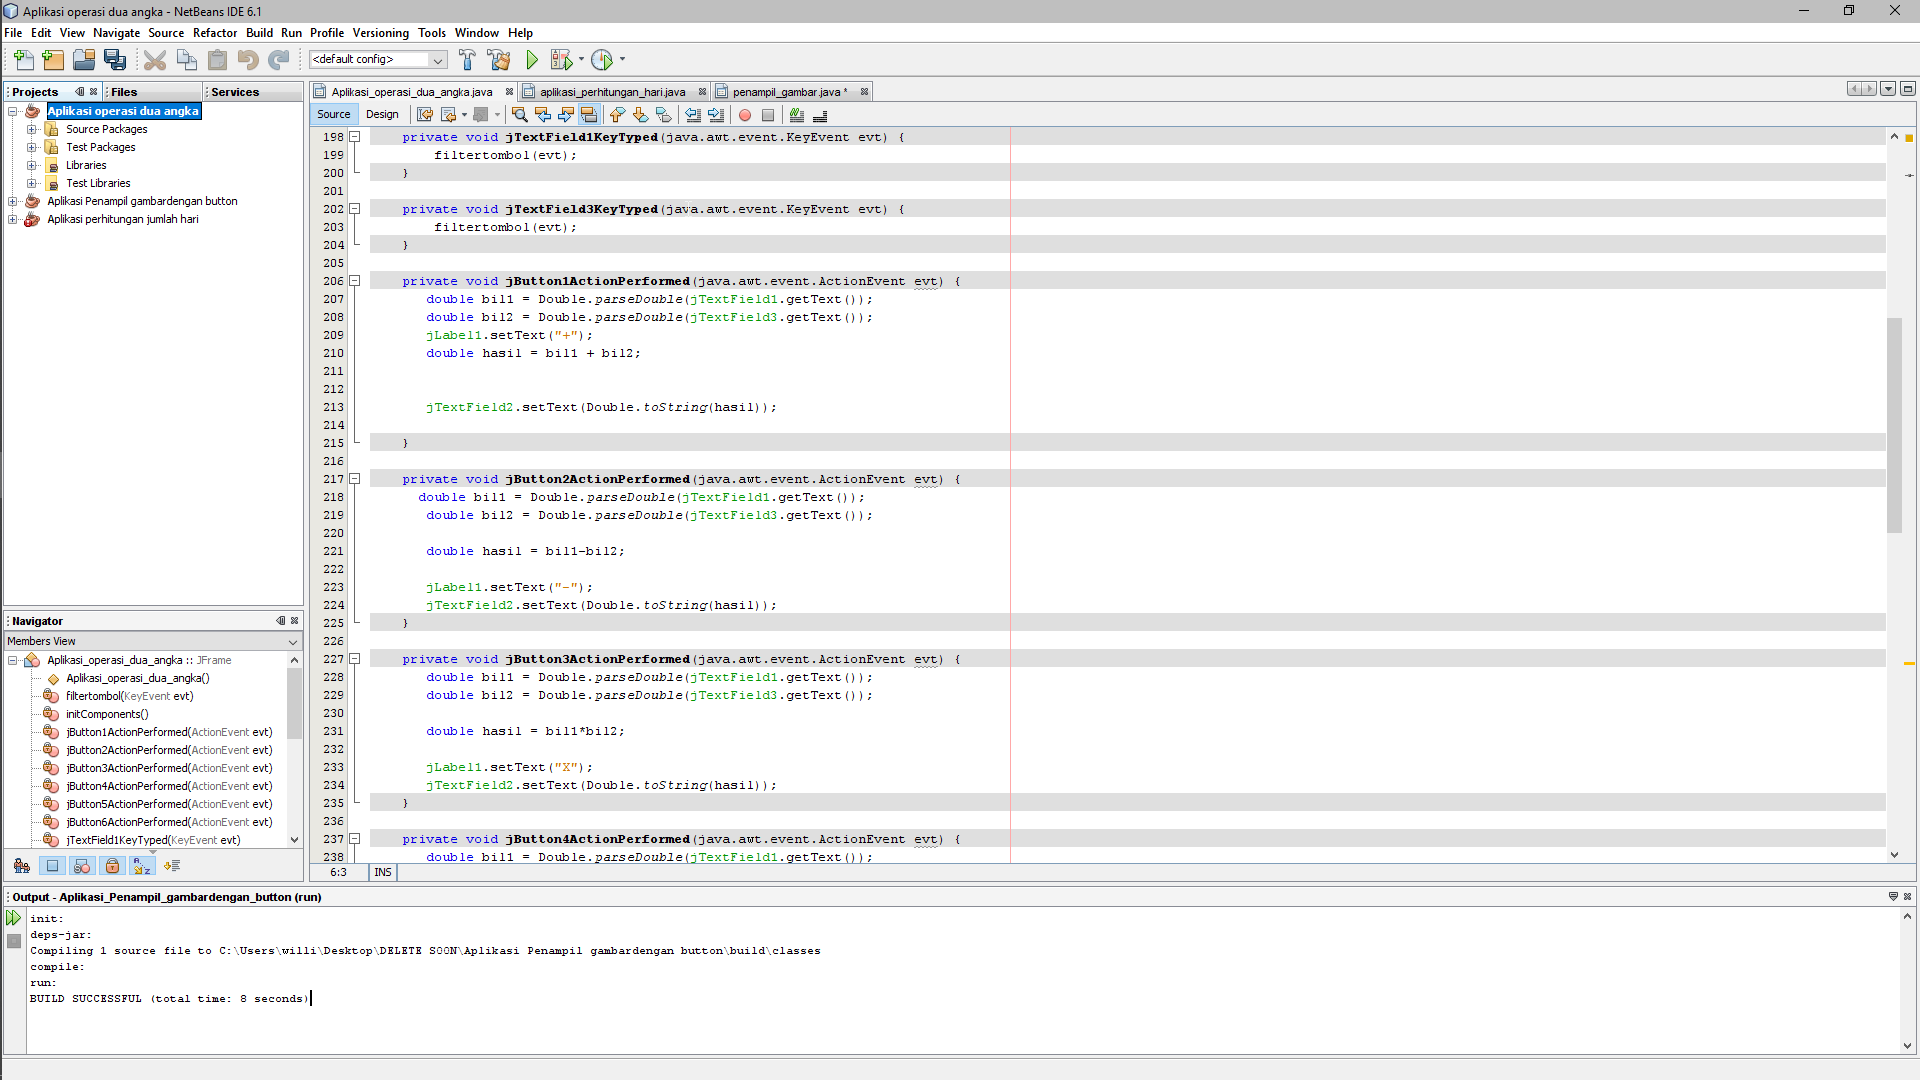 Aplikasi operasi dua angka - NetBeans IDE 6.1
File Edit View Navigate Source Refactor Build Run Profile Versioning Tools Window Help
<default config>
Projects Files Services
Aplikasi operasi dua angka
Source Packages
Test Packages
Libraries
Test Libraries
Aplikasi Penampil gambardengan button
Aplikasi perhitungan jumlah hari
Navigator
Members View
Aplikasi_operasi_dua_angka :: JFrame
Aplikasi_operasi_dua_angka()
filtertombol(KeyEvent evt)
initComponents()
jButton1ActionPerformed(ActionEvent evt)
jButton2ActionPerformed(ActionEvent evt)
jButton3ActionPerformed(ActionEvent evt)
jButton4ActionPerformed(ActionEvent evt)
jButton5ActionPerformed(ActionEvent evt)
jButton6ActionPerformed(ActionEvent evt)
jTextField1KeyTyped(KeyEvent evt)
Aplikasi_operasi_dua_angka.java aplikasi_perhitungan_hari.java penampil_gambar.java *
Source Design
198 private void jTextField1KeyTyped(java.awt.event.KeyEvent evt) {
199 filtertombol(evt);
200 }
201
202 private void jTextField3KeyTyped(java.awt.event.KeyEvent evt) {
203 filtertombol(evt);
204 }
205
206 private void jButton1ActionPerformed(java.awt.event.ActionEvent evt) {
207 double bil1 = Double.parseDouble(jTextField1.getText());
208 double bil2 = Double.parseDouble(jTextField3.getText());
209 jLabel1.setText("+");
210 double hasil = bil1 + bil2;
211
212
213 jTextField2.setText(Double.toString(hasil));
214
215 }
216
217 private void jButton2ActionPerformed(java.awt.event.ActionEvent evt) {
218 double bil1 = Double.parseDouble(jTextField1.getText());
219 double bil2 = Double.parseDouble(jTextField3.getText());
220
221 double hasil = bil1-bil2;
222
223 jLabel1.setText("-");
224 jTextField2.setText(Double.toString(hasil));
225 }
226
227 private void jButton3ActionPerformed(java.awt.event.ActionEvent evt) {
228 double bil1 = Double.parseDouble(jTextField1.getText());
229 double bil2 = Double.parseDouble(jTextField3.getText());
230
231 double hasil = bil1*bil2;
232
233 jLabel1.setText("X");
234 jTextField2.setText(Double.toString(hasil));
235 }
236
237 private void jButton4ActionPerformed(java.awt.event.ActionEvent evt) {
238 double bil1 = Double.parseDouble(jTextField1.getText());
6:3 INS
Output - Aplikasi_Penampil_gambardengan_button (run)
init:
deps-jar:
Compiling 1 source file to C:\Users\willi\Desktop\DELETE SOON\Aplikasi Penampil gambardengan button\build\classes
compile:
run:
BUILD SUCCESSFUL (total time: 8 seconds)